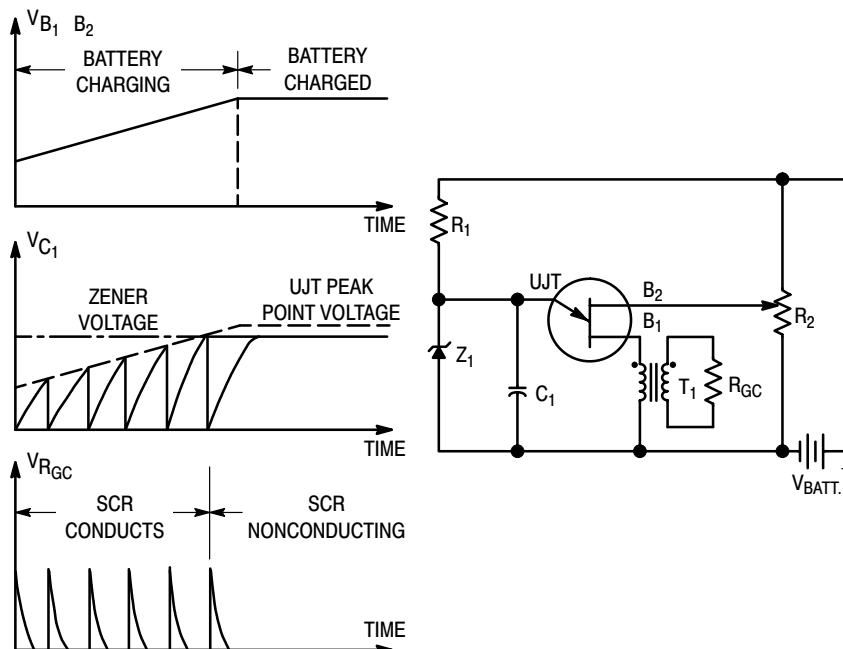 VB1 B2
BATTERY
CHARGING
BATTERY
CHARGED
TIME
VC1
ZENER
VOLTAGE
UJT PEAK
POINT VOLTAGE
TIME
VRGC
SCR
CONDUCTS
SCR
NONCONDUCTING
TIME
R1
UJT
B2
B1
R2
Z1
C1
T1
RGC
VBATT.